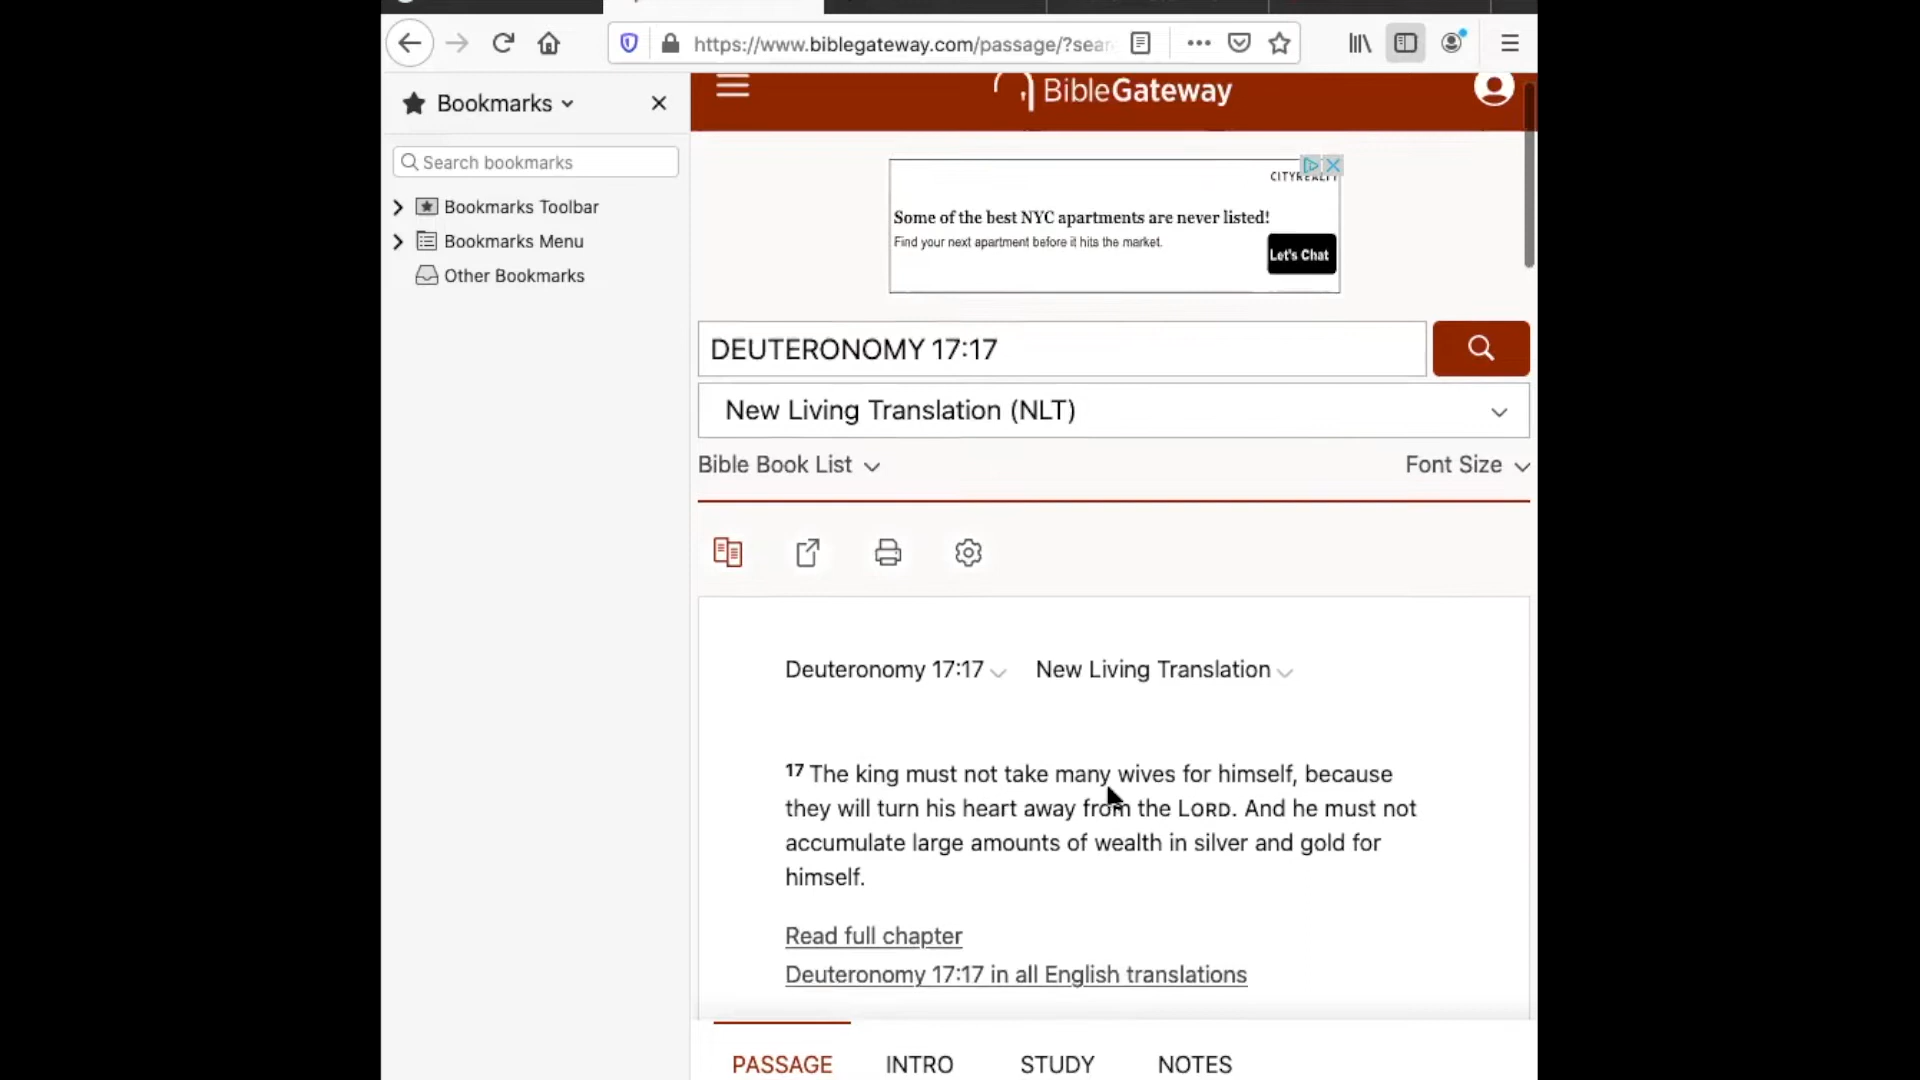 https://www.biblegateway.com/passage/?sear
Bookmarks
BibleGateway
Search bookmarks
Bookmarks Toolbar
Bookmarks Menu
Other Bookmarks
CITYREALTY
Some of the best NYC apartments are never listed!
Find your next apartment before it hits the market.
Let's Chat
DEUTERONOMY 17:17
New Living Translation (NLT)
Bible Book List
Font Size
Deuteronomy 17:17 New Living Translation
17 The king must not take many wives for himself, because
they will turn his heart away from the LORD. And he must not
accumulate large amounts of wealth in silver and gold for
himself.
Read full chapter
Deuteronomy 17:17 in all English translations
PASSAGE INTRO STUDY NOTES